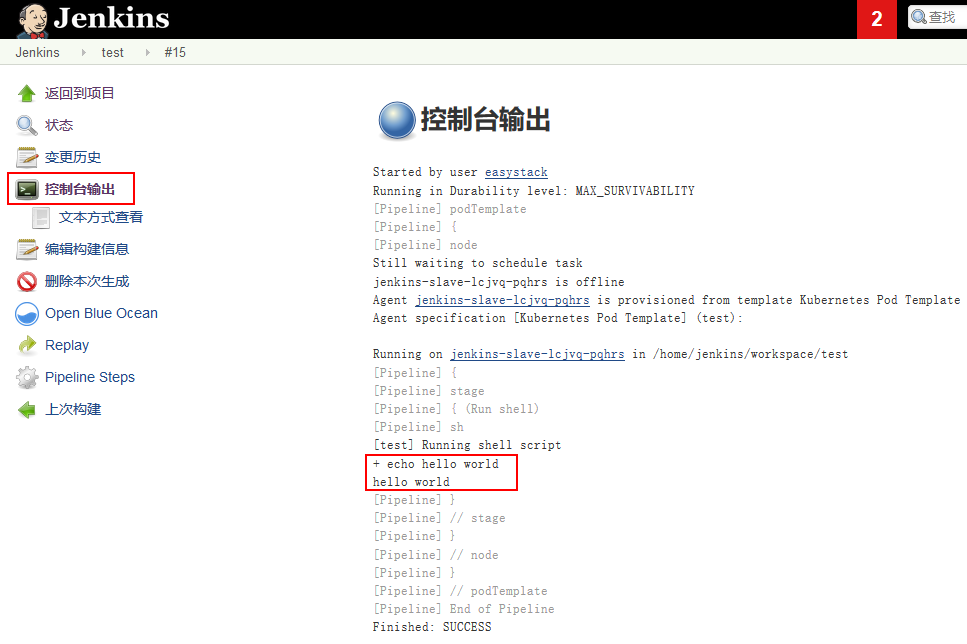 Jenkins
2
查找
Jenkins
test
#15
返回到项目
状态
变更历史
控制台输出
文本方式查看
编辑构建信息
删除本次生成
Open Blue Ocean
Replay
Pipeline Steps
上次构建
控制台输出
Started by user easystack
Running in Durability level: MAX_SURVIVABILITY
[Pipeline] podTemplate
[Pipeline] {
[Pipeline] node
Still waiting to schedule task
jenkins-slave-lcjvq-pqhrs is offline
Agent jenkins-slave-lcjvq-pqhrs is provisioned from template Kubernetes Pod Template
Agent specification [Kubernetes Pod Template] (test):
Running on jenkins-slave-lcjvq-pqhrs in /home/jenkins/workspace/test
[Pipeline] {
[Pipeline] stage
[Pipeline] { (Run shell)
[Pipeline] sh
[test] Running shell script
+ echo hello world
hello world
[Pipeline] }
[Pipeline] // stage
[Pipeline] }
[Pipeline] // node
[Pipeline] }
[Pipeline] // podTemplate
[Pipeline] End of Pipeline
Finished: SUCCESS